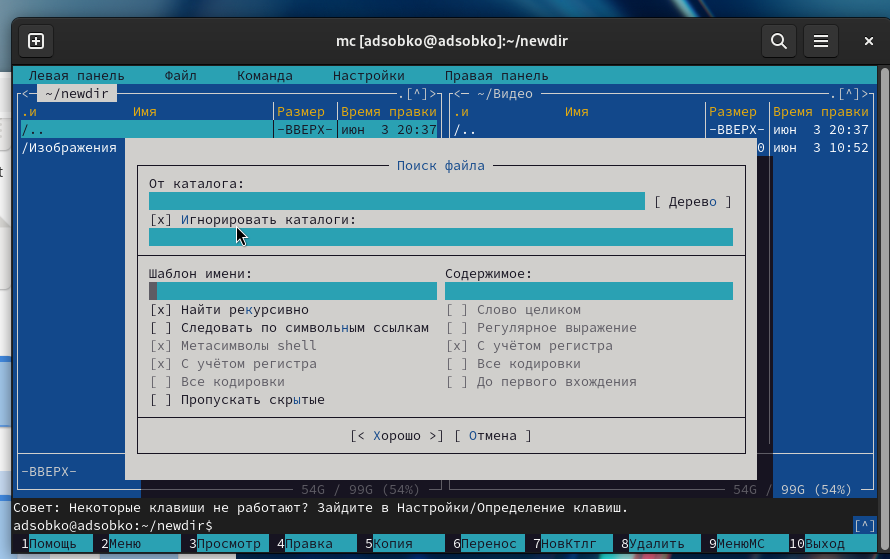 mc [adsobko@adsobko]:~/newdir
Левая панель Файл Команда Настройки Правая панель
<─ ~/newdir ─.[^]> <─ ~/Видео ─.[^]>
.и Имя Размер Время правки .и Имя Размер Время правки
/.. -ВВЕРХ- июн 3 20:37 /.. -ВВЕРХ- июн 3 20:37
/Изображения 0 июн 3 10:52
Поиск файла
От каталога:
[ Дерево ]
[x] Игнорировать каталоги:
Шаблон имени: Содержимое:
[x] Найти рекурсивно [ ] Слово целиком
[ ] Следовать по символьным ссылкам [ ] Регулярное выражение
[x] Метасимволы shell [x] С учётом регистра
[x] С учётом регистра [ ] Все кодировки
[ ] Все кодировки [ ] До первого вхождения
[ ] Пропускать скрытые
[< Хорошо >] [ Отмена ]
-ВВЕРХ-
54G / 99G (54%) 54G / 99G (54%)
Совет: Некоторые клавиши не работают? Зайдите в Настройки/Определение клавиш.
adsobko@adsobko:~/newdir$ [^]
1Помощь 2Меню 3Просмотр 4Правка 5Копия 6Перенос 7НовКтлг 8Удалить 9МенюMC 10Выход